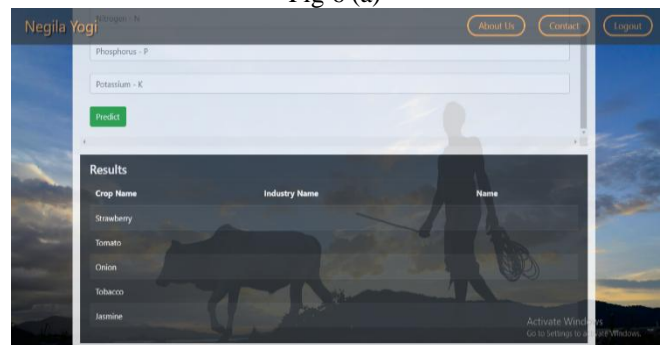 Fig-8 (a)
Negila Yogi
About Us
Contact
Logout
Nitrogen - N
Phosphorus - P
Potassium - K
Predict
Results
Crop Name Industry Name Name
Strawberry
Tomato
Onion
Tobacco
Jasmine
Activate Windows
Go to Settings to activate Windows.